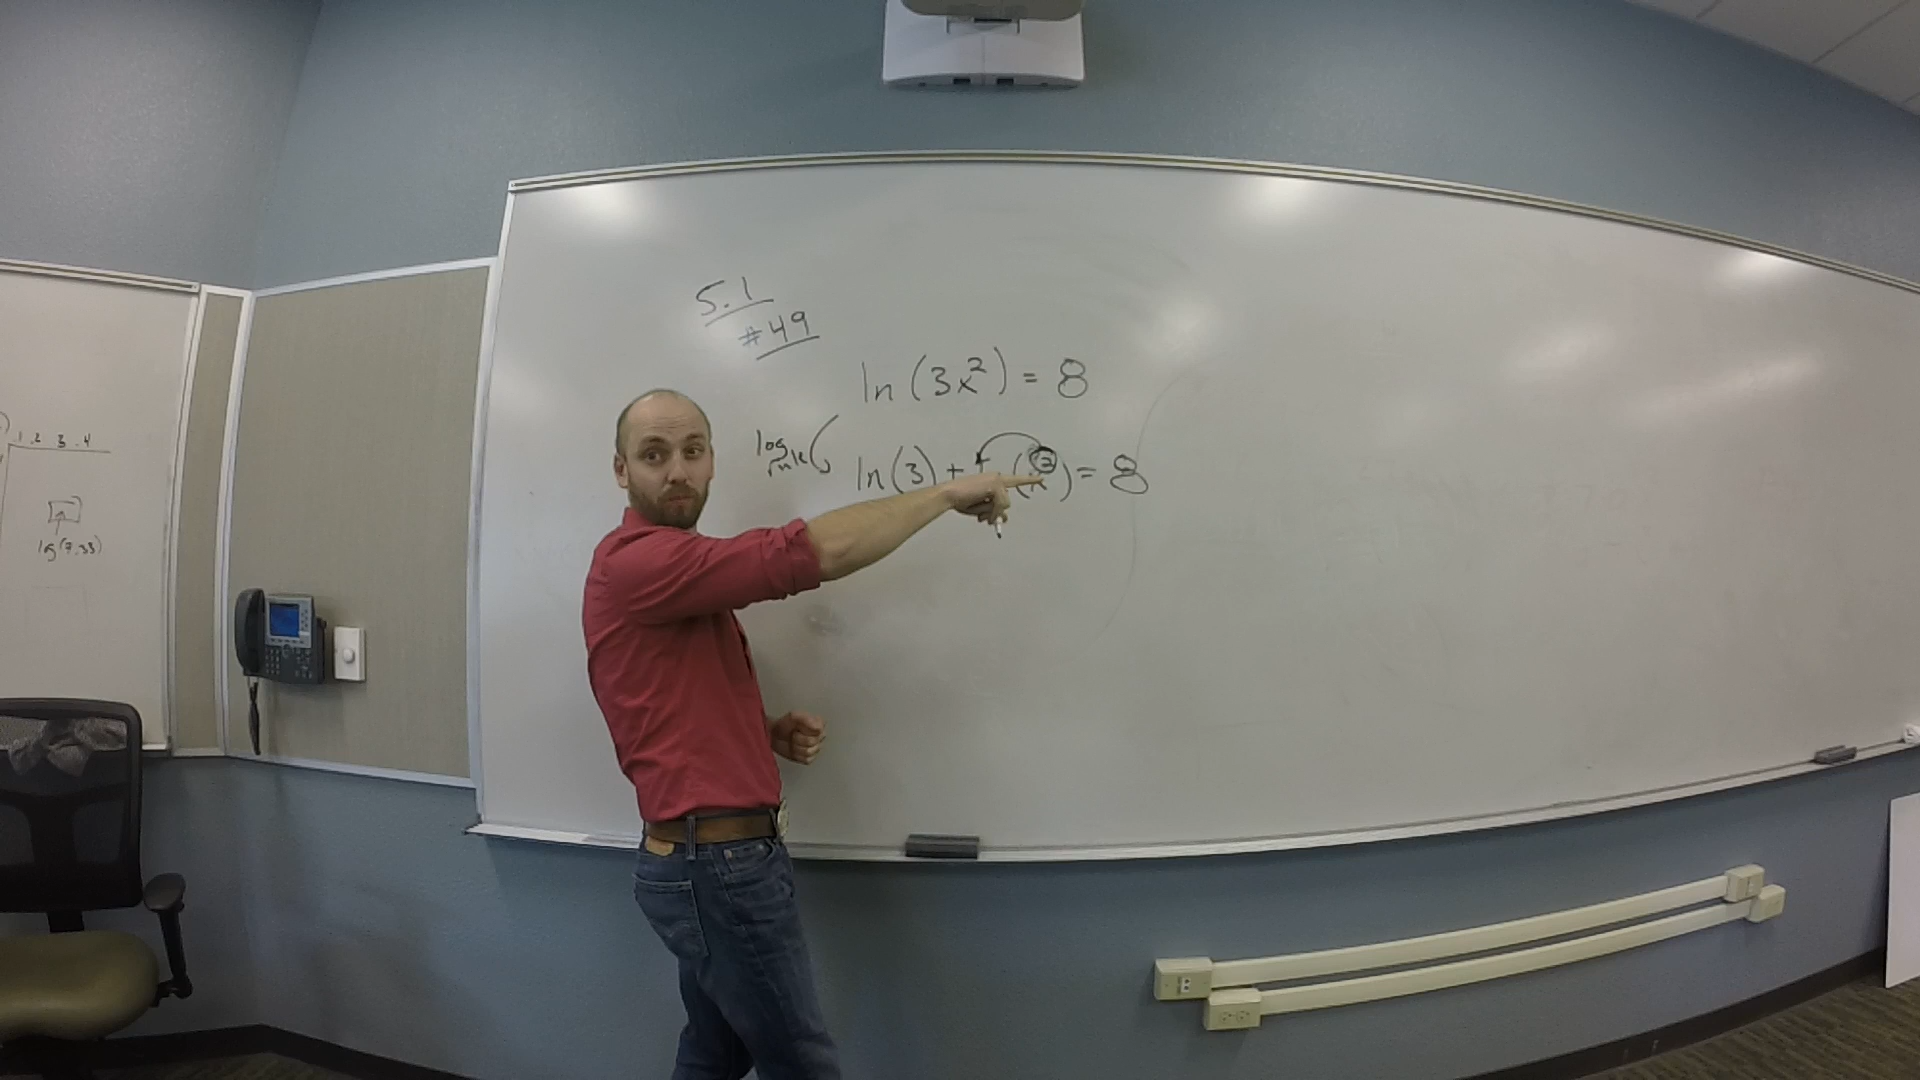 5.1
#49
ln(3x²) = 8
log rule
ln(3) + (x²) = 8
.1 .2 .3 .4
log(7.33)